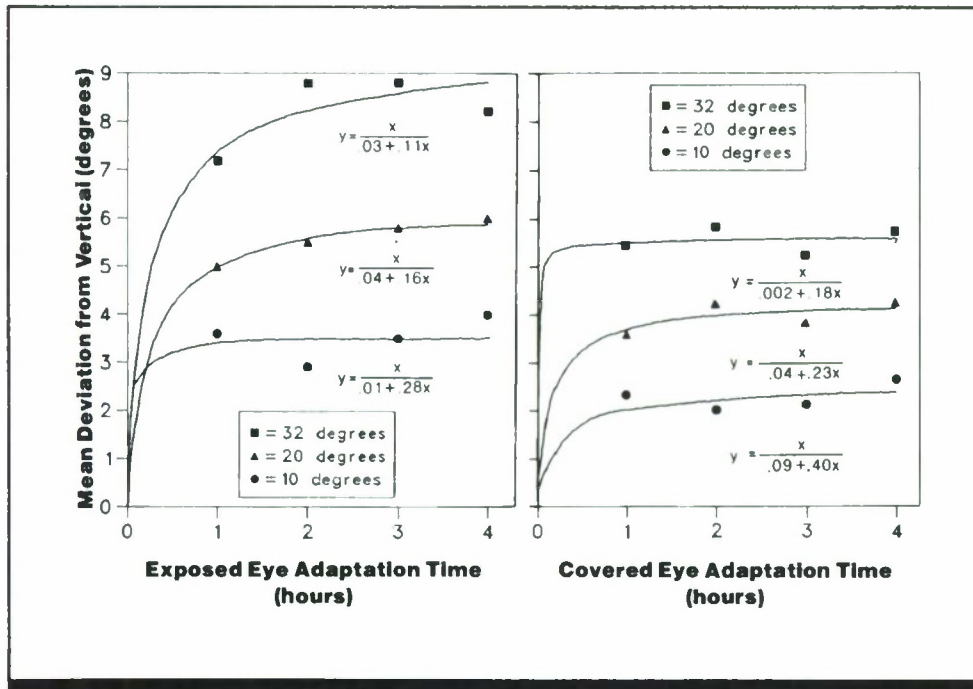 Mean Deviation from Vertical (degrees)
9
8
7
6
5
4
3
2
1
0
y = x / .03 + .11x
y = x / .04 + .16x
y = x / .01 + .28x
■ = 32 degrees
▲ = 20 degrees
● = 10 degrees
0 1 2 3 4
Exposed Eye Adaptation Time
(hours)
■ = 32 degrees
▲ = 20 degrees
● = 10 degrees
y = x / .002 + .18x
y = x / .04 + .23x
y = x / .09 + .40x
0 1 2 3 4
Covered Eye Adaptation Time
(hours)